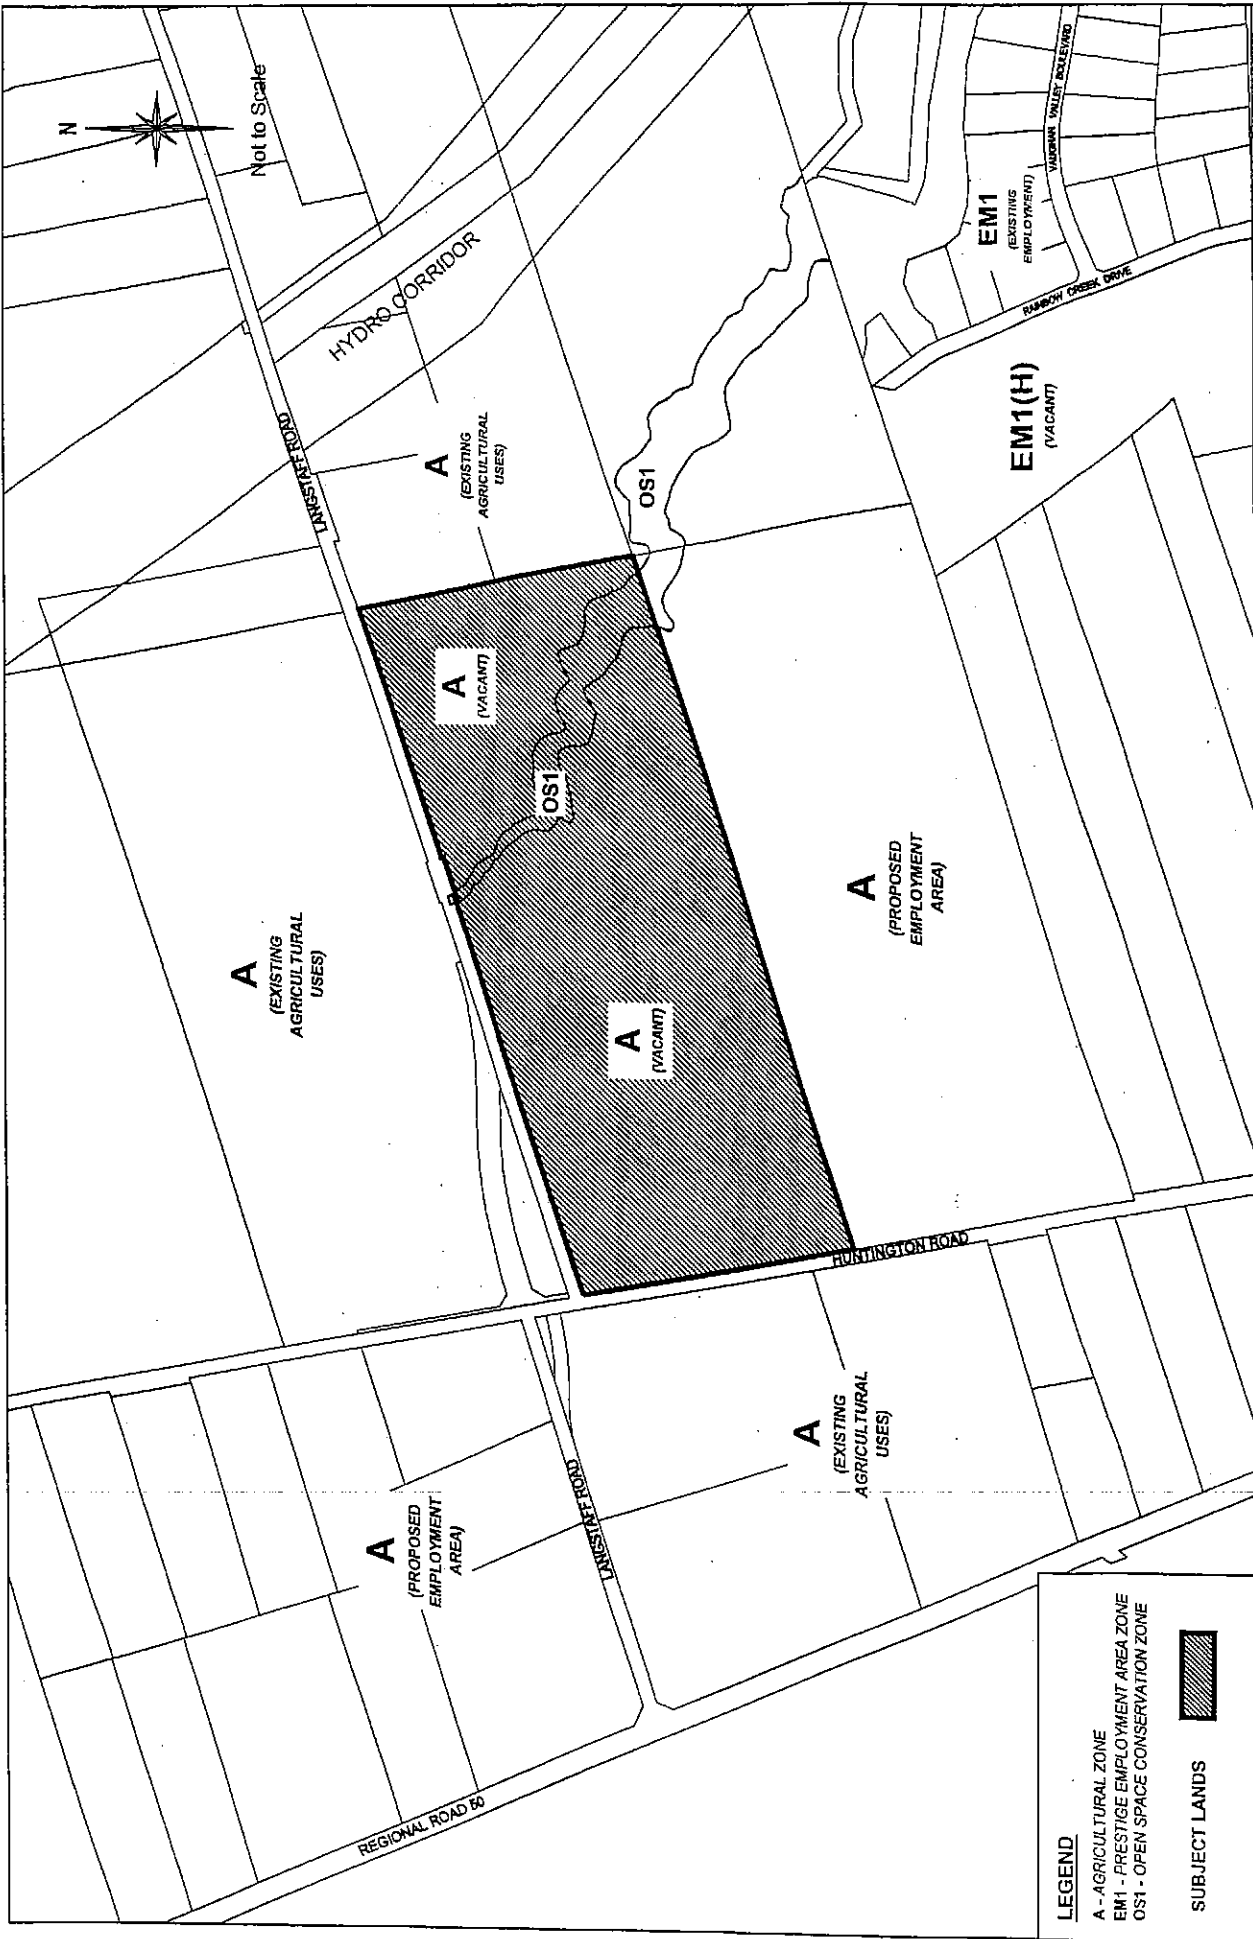 N
Not to Scale
HYDRO CORRIDOR
LANGSTAFF ROAD
A
(EXISTING
AGRICULTURAL
USES)
A
(EXISTING
AGRICULTURAL
USES)
A
(VACANT)
OS1
OS1
A
(VACANT)
A
(PROPOSED
EMPLOYMENT
AREA)
EM1
(EXISTING
EMPLOYMENT)
VAUGHAN VALLEY BOULEVARD
RAINBOW CREEK DRIVE
EM1(H)
(VACANT)
HUNTINGTON ROAD
A
(EXISTING
AGRICULTURAL
USES)
A
(PROPOSED
EMPLOYMENT
AREA)
LANGSTAFF ROAD
REGIONAL ROAD 50
LEGEND
A - AGRICULTURAL ZONE
EM1 - PRESTIGE EMPLOYMENT AREA ZONE
OS1 - OPEN SPACE CONSERVATION ZONE
SUBJECT LANDS